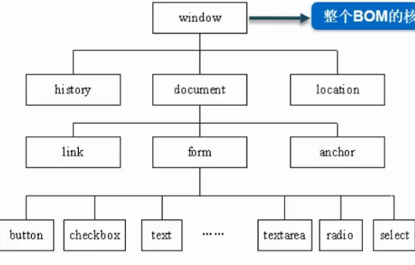 window
整个BOM的核
history
document
location
link
form
anchor
button
checkbox
text
……
textarea
radio
select